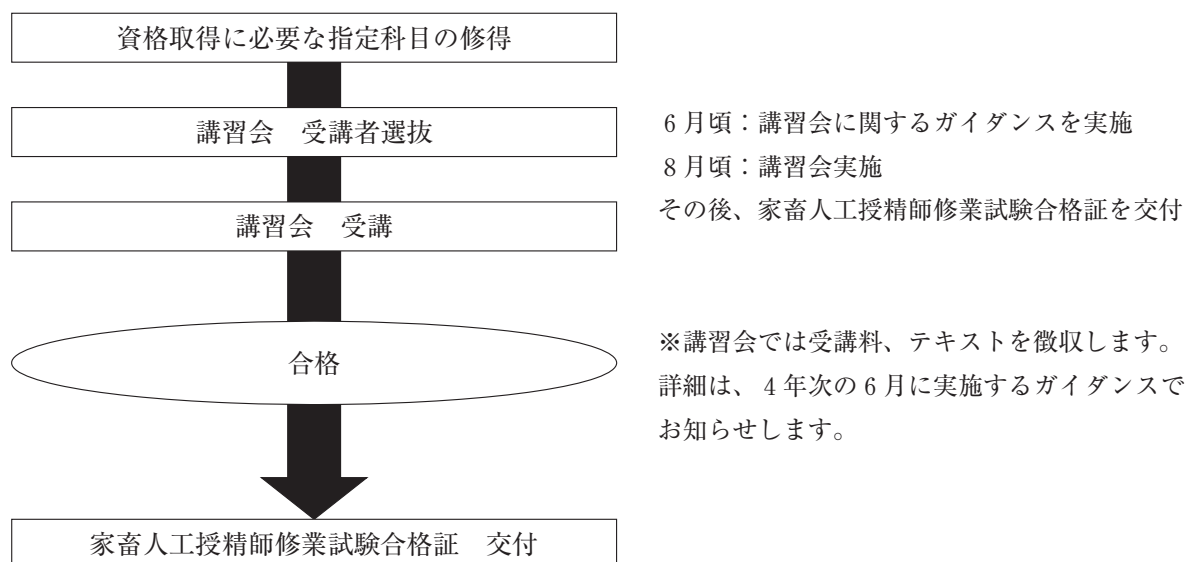 資格取得に必要な指定科目の修得
講習会　受講者選抜
講習会　受講
合格
家畜人工授精師修業試験合格証　交付
6月頃：講習会に関するガイダンスを実施
8月頃：講習会実施
その後、家畜人工授精師修業試験合格証を交付
※講習会では受講料、テキストを徴収します。
詳細は、4年次の6月に実施するガイダンスで
お知らせします。